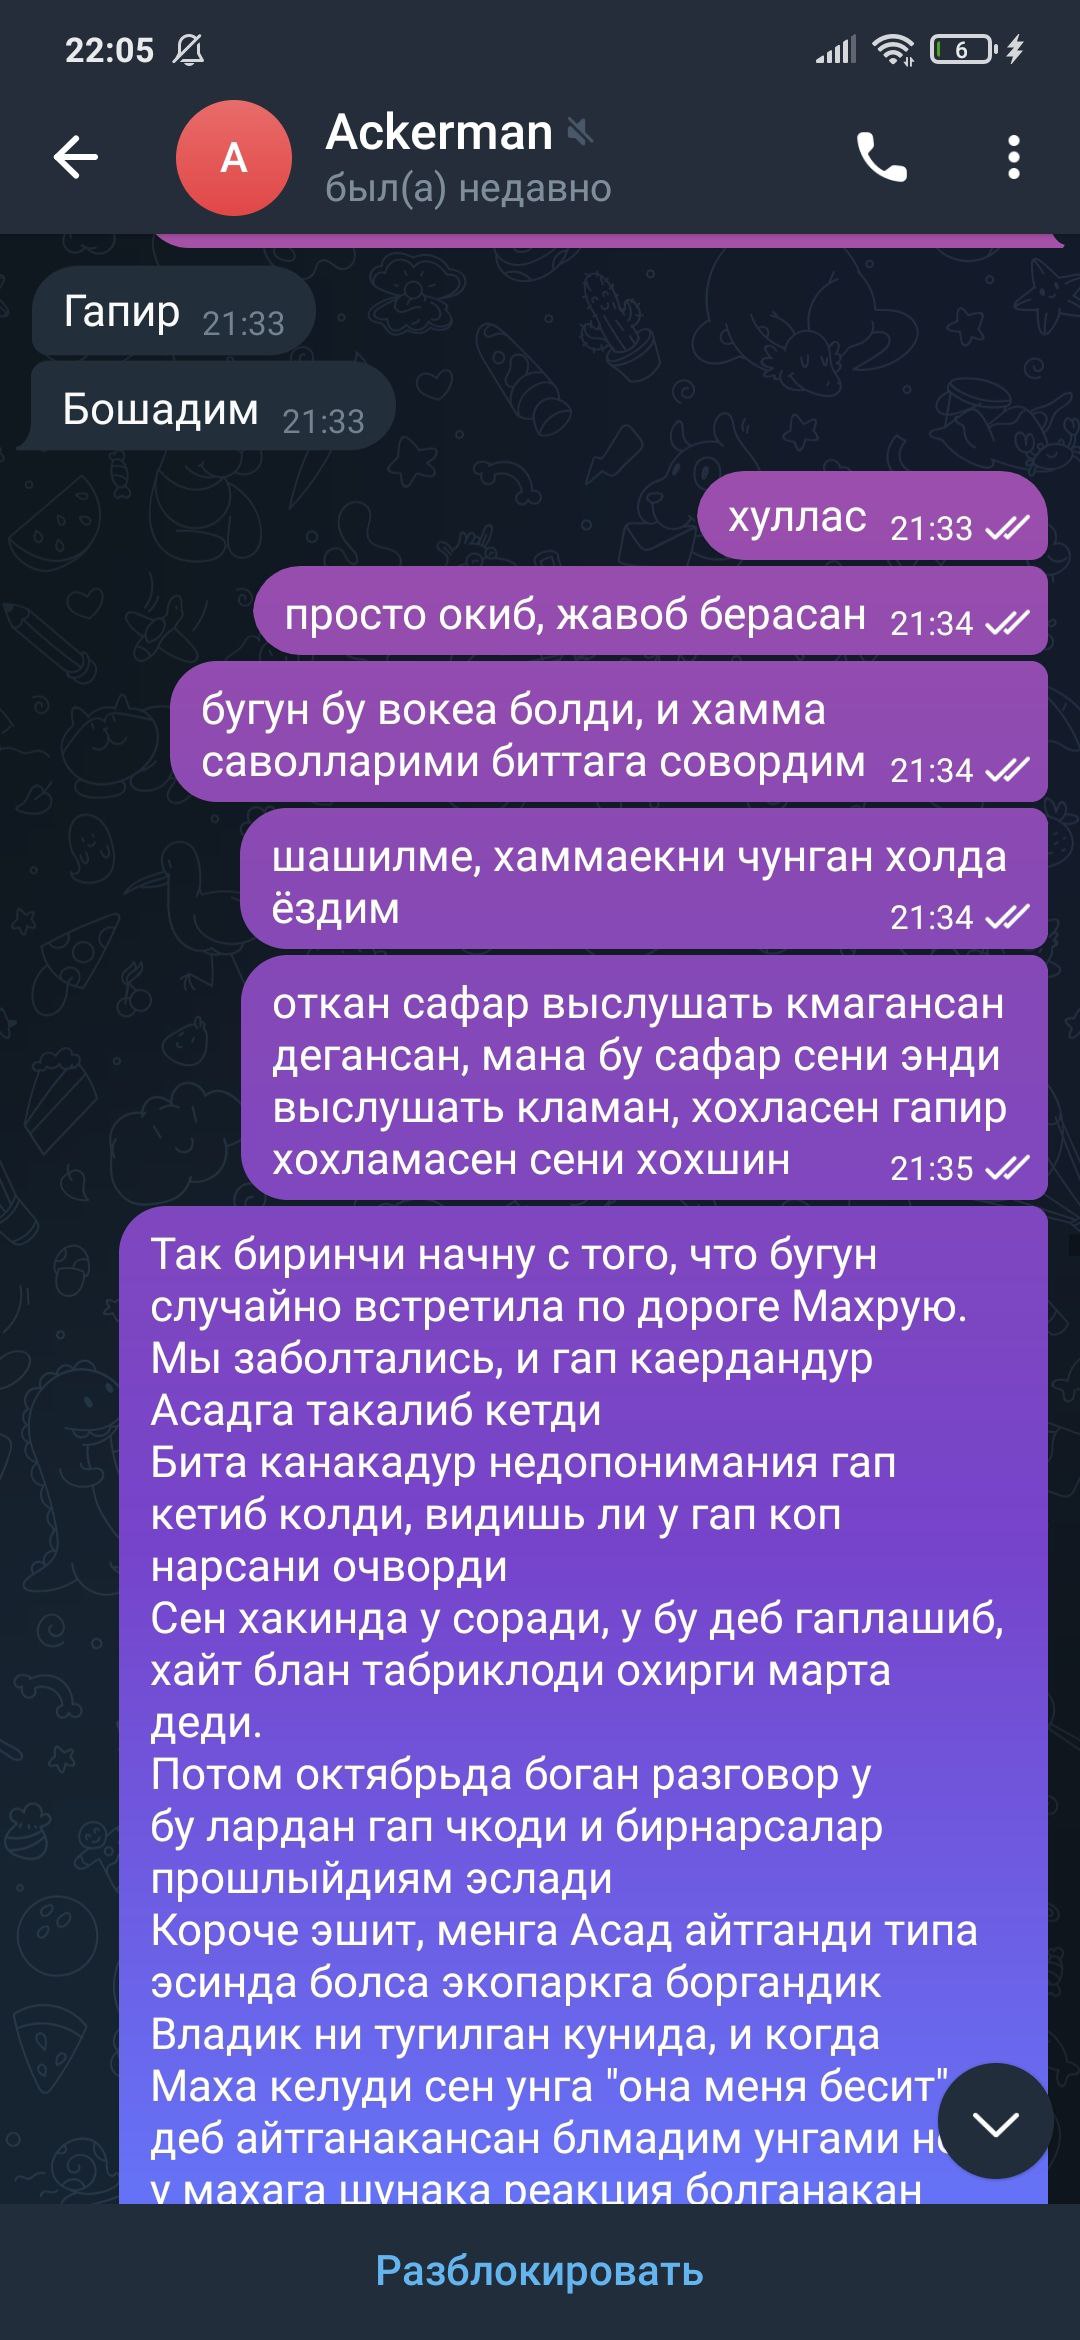 22:05
6
A
Ackerman
был(а) недавно
Гапир 21:33
Бошадим 21:33
хуллас 21:33
просто окиб, жавоб берасан 21:34
бугун бу вокеа болди, и хамма
саволларими биттага совордим 21:34
шашилме, хаммаекни чунган холда
ёздим 21:34
откан сафар выслушать кмагансан
дегансан, мана бу сафар сени энди
выслушать кламан, хохласен гапир
хохламасен сени хохшин 21:35
Так биринчи начну с того, что бугун
случайно встретила по дороге Махрую.
Мы заболтались, и гап каердандур
Асадга такалиб кетди
Бита канакадур недопонимания гап
кетиб колди, видишь ли у гап коп
нарсани очворди
Сен хакинда у соради, у бу деб гаплашиб,
хайт блан табриклоди охирги марта
деди.
Потом октябрьда боган разговор у
бу лардан гап чкоди и бирнарсалар
прошлыйдиям эслади
Короче эшит, менга Асад айтганди типа
эсинда болса экопаркга боргандик
Владик ни тугилган кунида, и когда
Маха келуди сен унга "она меня бесит"
деб айтганакансан блмадим унгами
у махага шунака реакция болганакан
Разблокировать